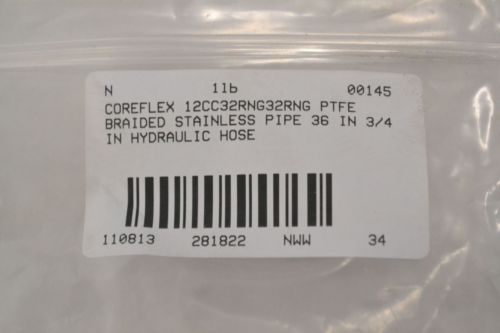 N 1lb 00145
COREFLEX 12CC32RNG32RNG PTFE
BRAIDED STAINLESS PIPE 36 IN 3/4
IN HYDRAULIC HOSE
110813 281822 NWW 34